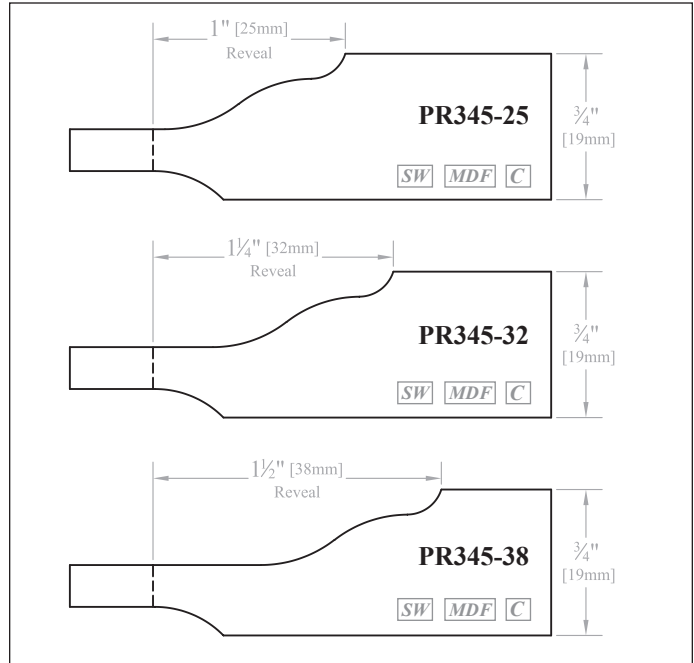 1" [25mm]
Reveal
PR345-25
¾"
[19mm]
SW MDF C
1¼" [32mm]
Reveal
PR345-32
¾"
[19mm]
SW MDF C
1½" [38mm]
Reveal
PR345-38
¾"
[19mm]
SW MDF C